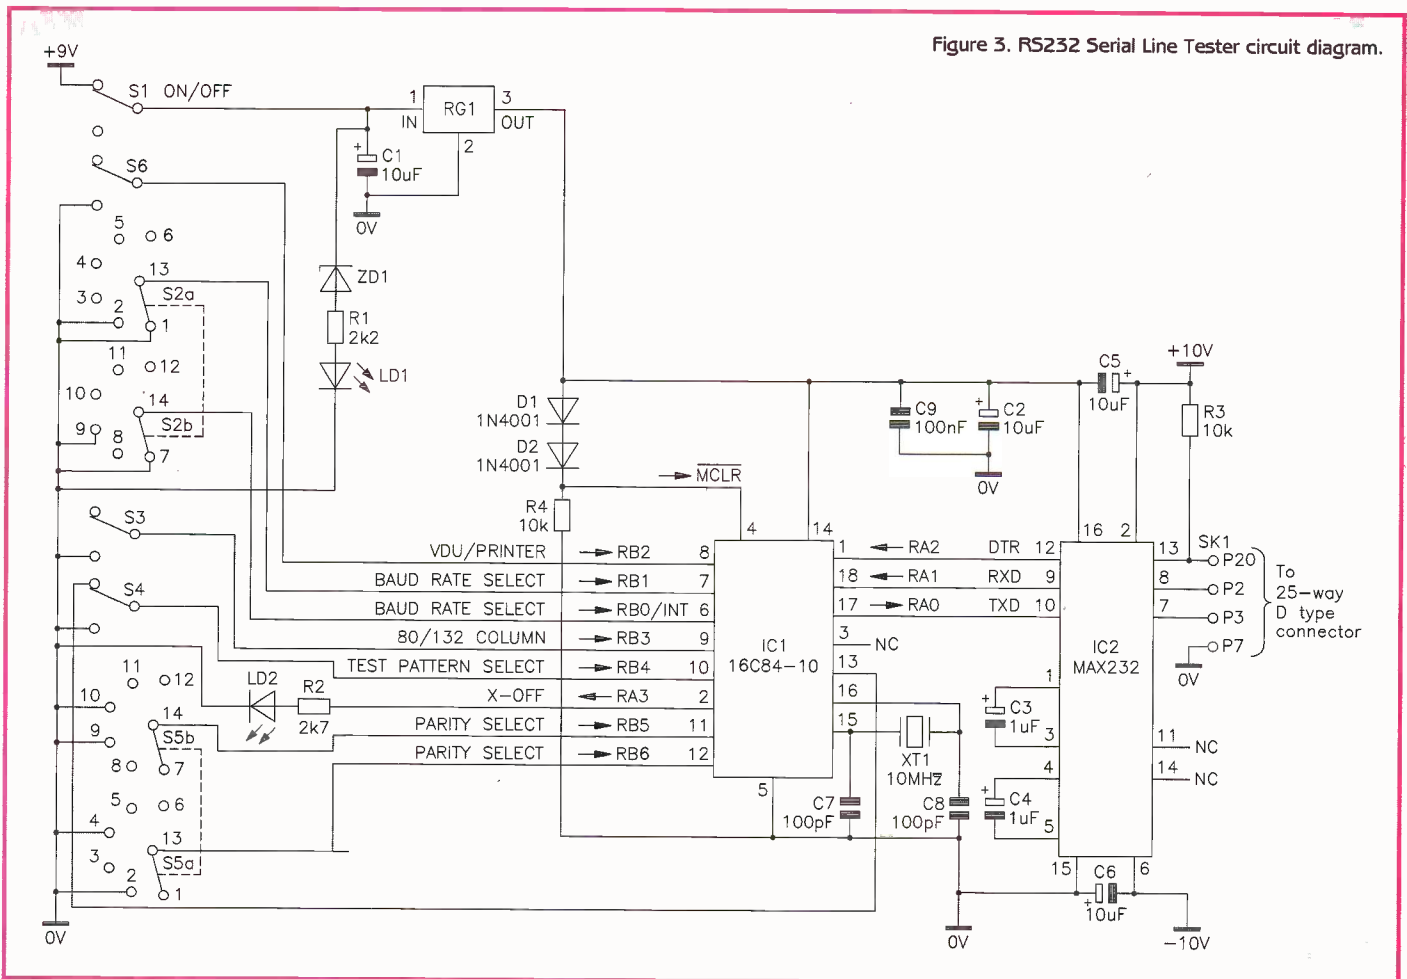 Figure 3. RS232 Serial Line Tester circuit diagram.
+9V
S1 ON/OFF
1
IN
RG1
3
OUT
2
S6
+
C1
10uF
0V
5
6
4
13
ZD1
3
2
S2a
1
R1
2k2
11
12
LD1
10
14
9
8
S2b
7
D1
1N4001
D2
1N4001
C9
100nF
+
C2
10uF
0V
C5
+
10uF
+10V
R3
10k
MCLR
R4
10k
4
14
16
2
S3
S4
VDU/PRINTER RB2 8
BAUD RATE SELECT RB1 7
BAUD RATE SELECT RB0/INT 6
80/132 COLUMN RB3 9
TEST PATTERN SELECT RB4 10
X-OFF RA3 2
PARITY SELECT RB5 11
PARITY SELECT RB6 12
IC1
16C84-10
1 RA2 DTR 12
18 RA1 RXD 9
17 RA0 TXD 10
3 NC
13
16
15
5
IC2
MAX232
13 SK1
P20
8 P2
7 P3
P7
0V
To
25-way
D type
connector
1
+
C3
1uF
3
4
+
C4
1uF
5
11 NC
14 NC
15
6
XT1
10MHz
C7
100pF
C8
100pF
C6
+
10uF
0V
-10V
LD2
R2
2k7
11
12
10
14
9
S5b
8
7
5
6
4
13
3
S5a
2
1
0V